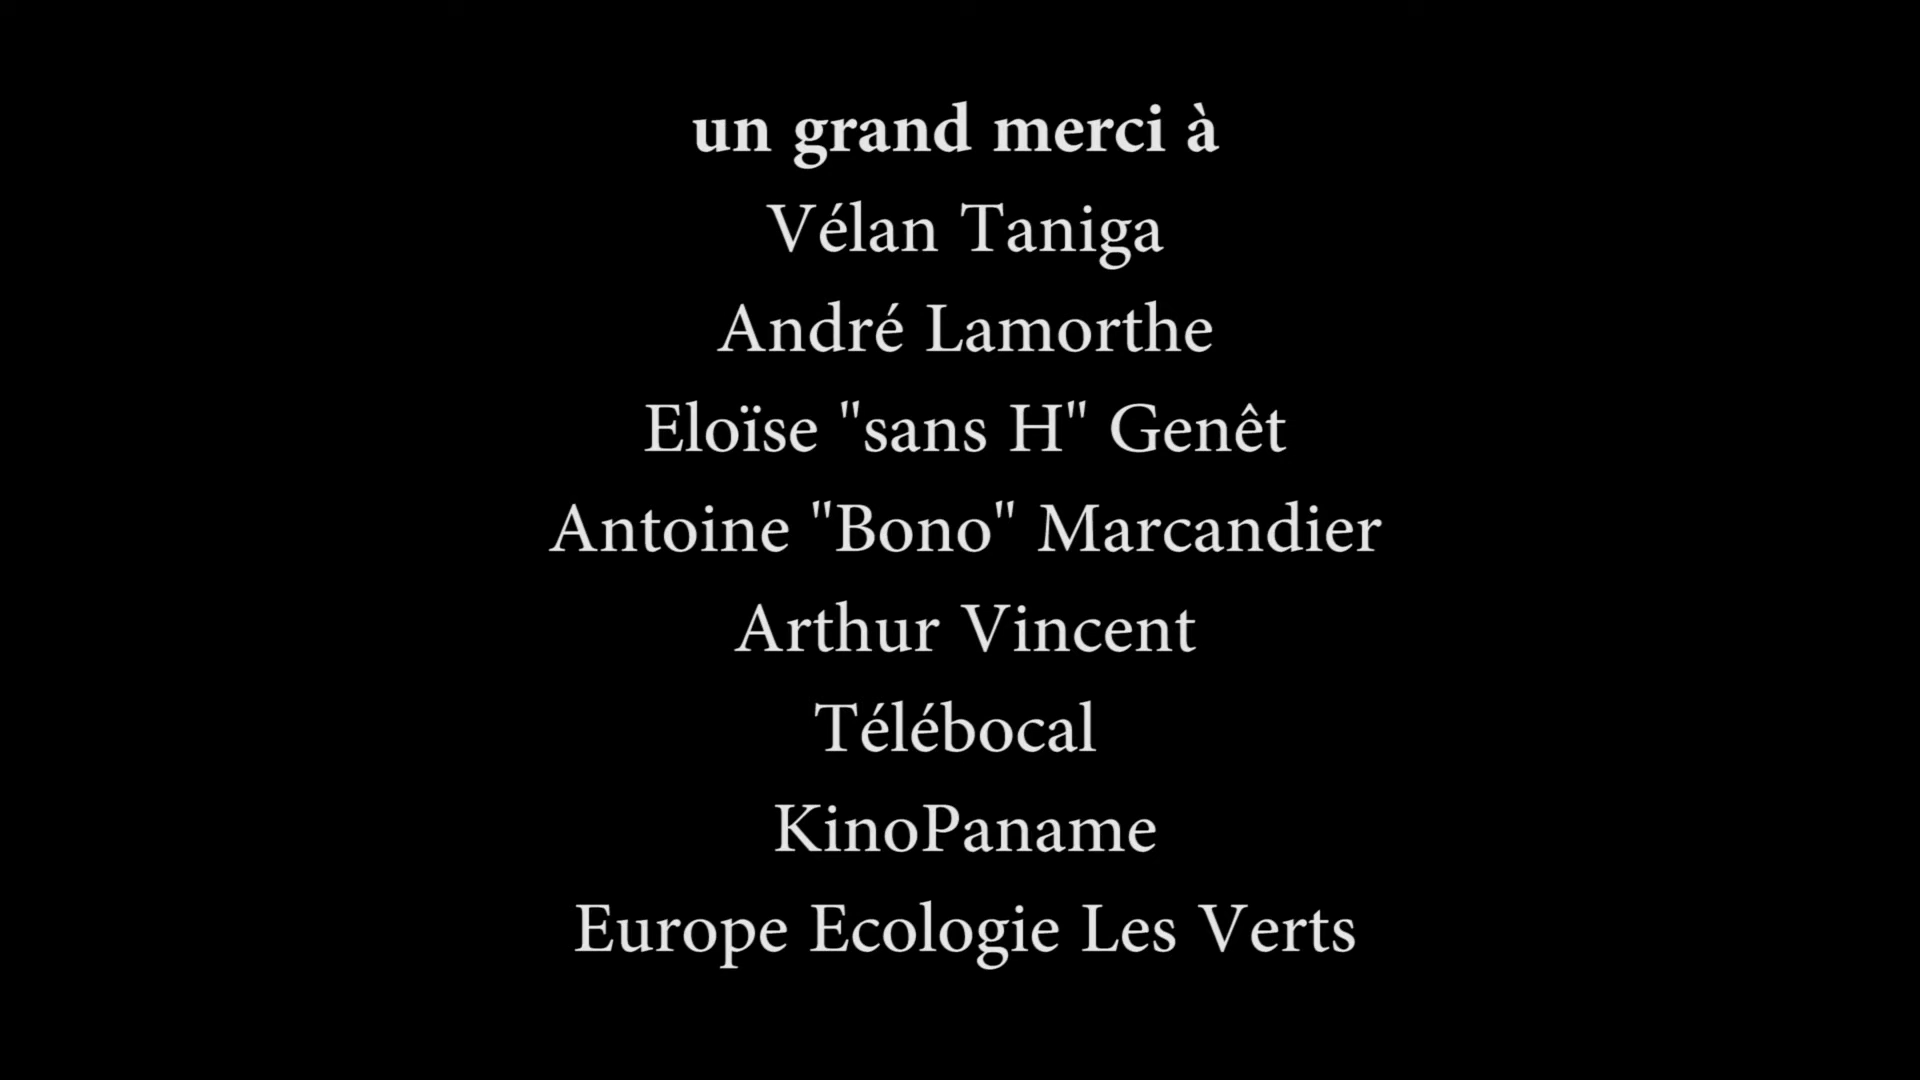 un grand merci à
Vélan Taniga
André Lamorthe
Eloïse "sans H" Genêt
Antoine "Bono" Marcandier
Arthur Vincent
Télébocal
KinoPaname
Europe Ecologie Les Verts